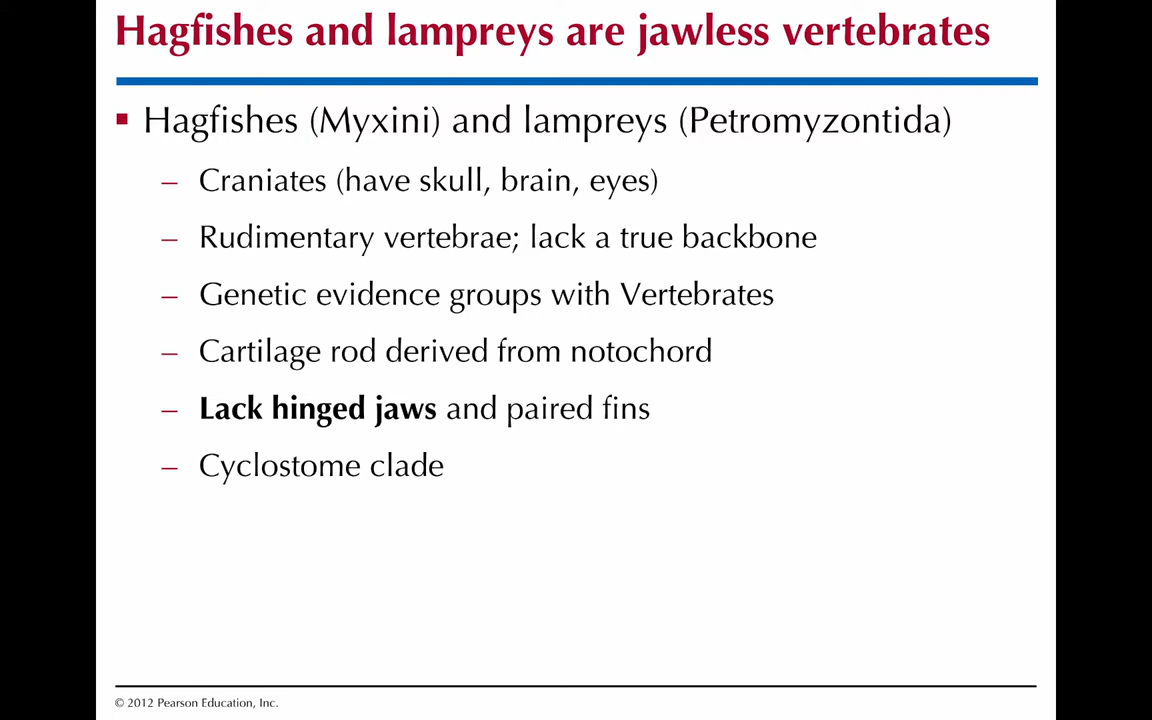 Hagfishes and lampreys are jawless vertebrates
▪ Hagfishes (Myxini) and lampreys (Petromyzontida)
– Craniates (have skull, brain, eyes)
– Rudimentary vertebrae; lack a true backbone
– Genetic evidence groups with Vertebrates
– Cartilage rod derived from notochord
– Lack hinged jaws and paired fins
– Cyclostome clade
© 2012 Pearson Education, Inc.